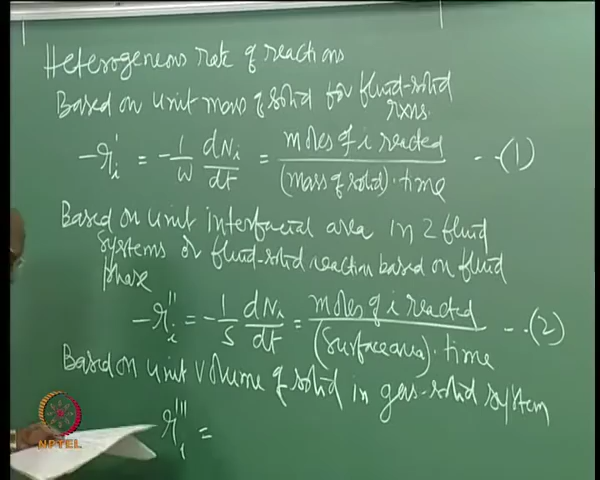 Heterogeneous rate of reactions
Based on unit mass of solid for fluid-solid
rxns.
-r'i = -1/W dNi/dt = moles of i reacted / (mass of solid)·time --(1)
Based on unit interfacial area in 2 fluid
systems or fluid-solid reaction based on fluid
phase
-r''i = -1/S dNi/dt = moles of i reacted / (Surface area)·time --(2)
Based on unit volume of solid in gas-solid system
r'''i =
NPTEL